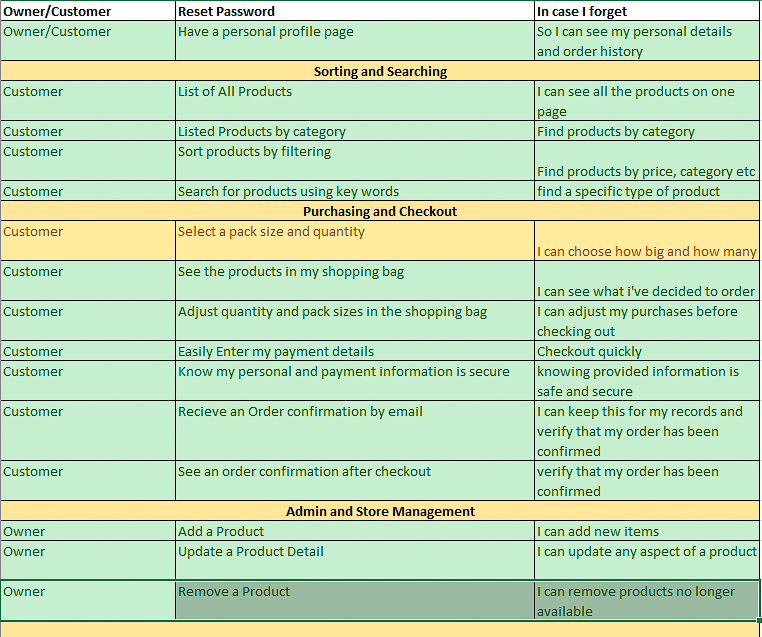 Owner/Customer Reset Password In case I forget
Owner/Customer Have a personal profile page So I can see my personal details
and order history
Sorting and Searching
Customer List of All Products I can see all the products on one
page
Customer Listed Products by category Find products by category
Customer Sort products by filtering
Find products by price, category etc
Customer Search for products using key words find a specific type of product
Purchasing and Checkout
Customer Select a pack size and quantity
I can choose how big and how many
Customer See the products in my shopping bag
I can see what i've decided to order
Customer Adjust quantity and pack sizes in the shopping bag I can adjust my purchases before
checking out
Customer Easily Enter my payment details Checkout quickly
Customer Know my personal and payment information is secure knowing provided information is
safe and secure
Customer Recieve an Order confirmation by email I can keep this for my records and
verify that my order has been
confirmed
Customer See an order confirmation after checkout verify that my order has been
confirmed
Admin and Store Management
Owner Add a Product I can add new items
Owner Update a Product Detail I can update any aspect of a product
Owner Remove a Product I can remove products no longer
available